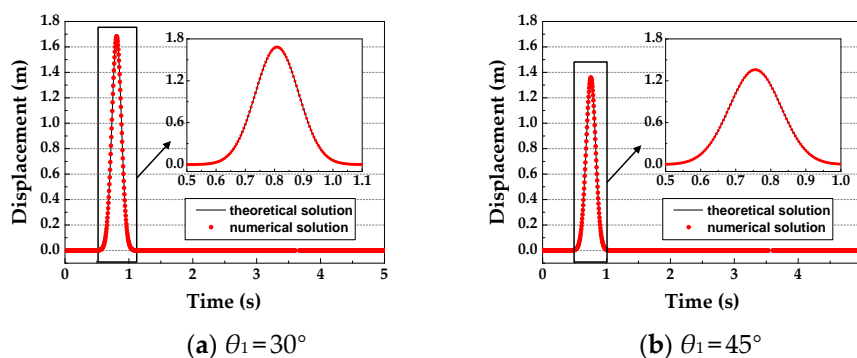 1.8
1.6
1.4
1.2
1.0
0.8
0.6
0.4
0.2
0.0
Displacement (m)
0 1 2 3 4 5
Time (s)
1.8
1.2
0.6
0.0
0.5 0.6 0.7 0.8 0.9 1.0 1.1
theoretical solution
numerical solution
(a) θ1=30°
1.8
1.6
1.4
1.2
1.0
0.8
0.6
0.4
0.2
0.0
Displacement (m)
0 1 2 3 4
Time (s)
1.8
1.2
0.6
0.0
0.5 0.6 0.7 0.8 0.9 1.0
theoretical solution
numerical solution
(b) θ1=45°